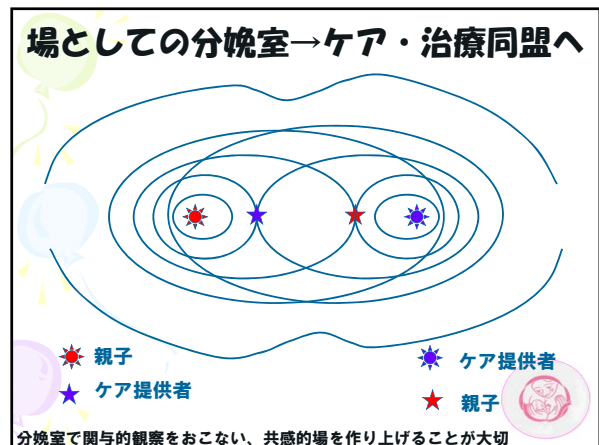 場としての分娩室→ケア・治療同盟へ
親子
ケア提供者
ケア提供者
親子
分娩室で関与的観察をおこない、共感的場を作り上げることが大切